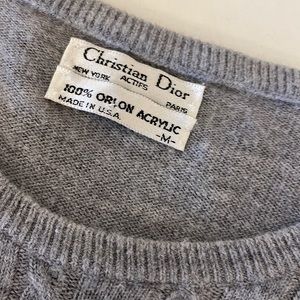 Christian Dior
NEW YORK ACTIFS PARIS
100% ORLON ACRYLIC
-M-
MADE IN U.S.A.